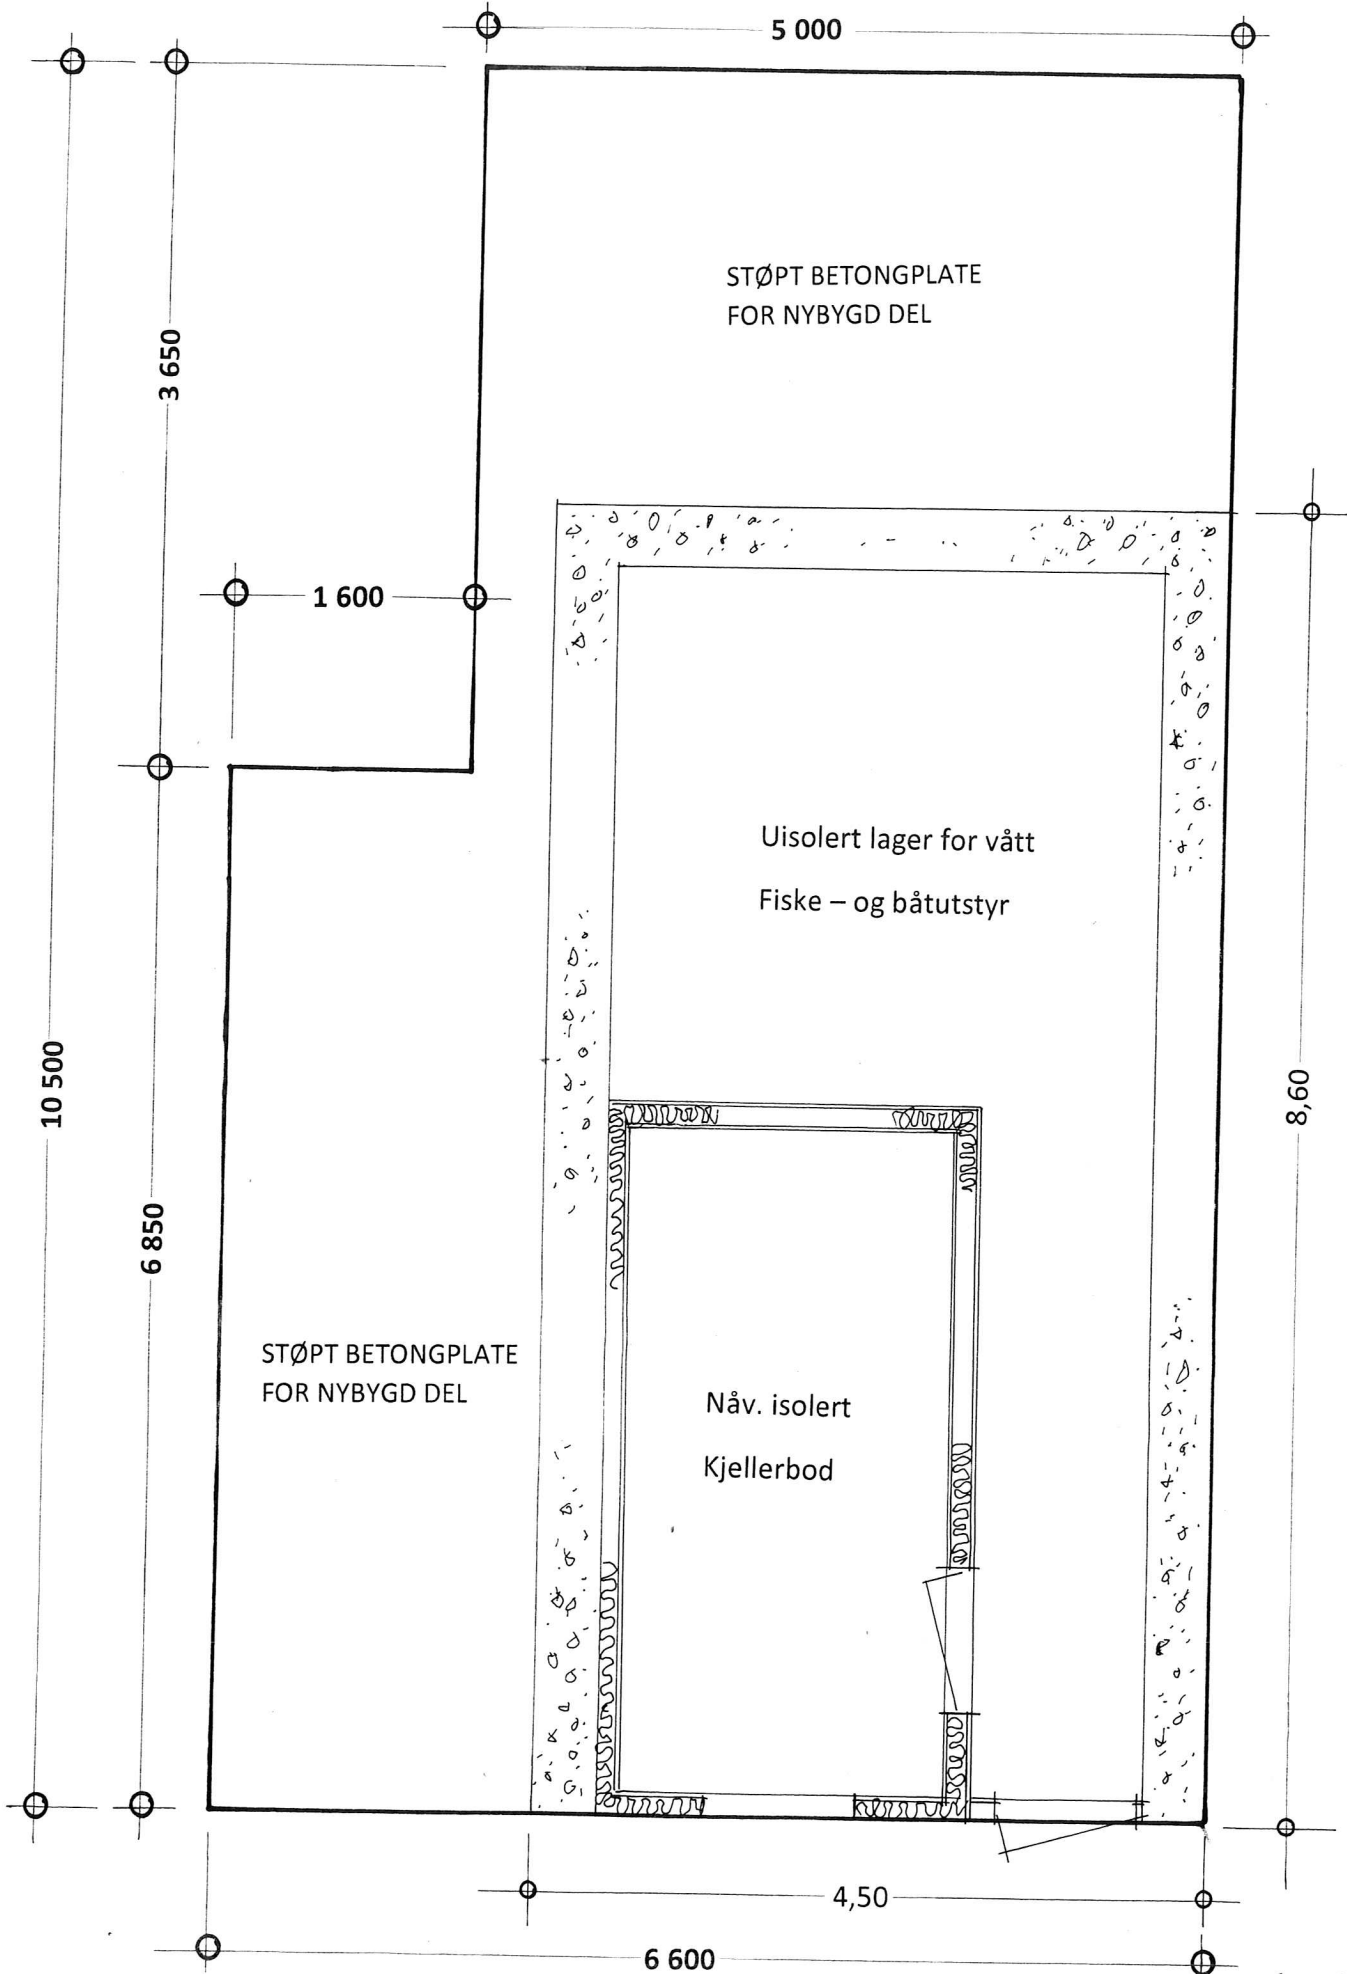 5 000
STØPT BETONGPLATE
FOR NYBYGD DEL
3 650
1 600
Uisolert lager for vått
Fiske – og båtutstyr
10 500
8,60
6 850
STØPT BETONGPLATE
FOR NYBYGD DEL
Nåv. isolert
Kjellerbod
4,50
6 600